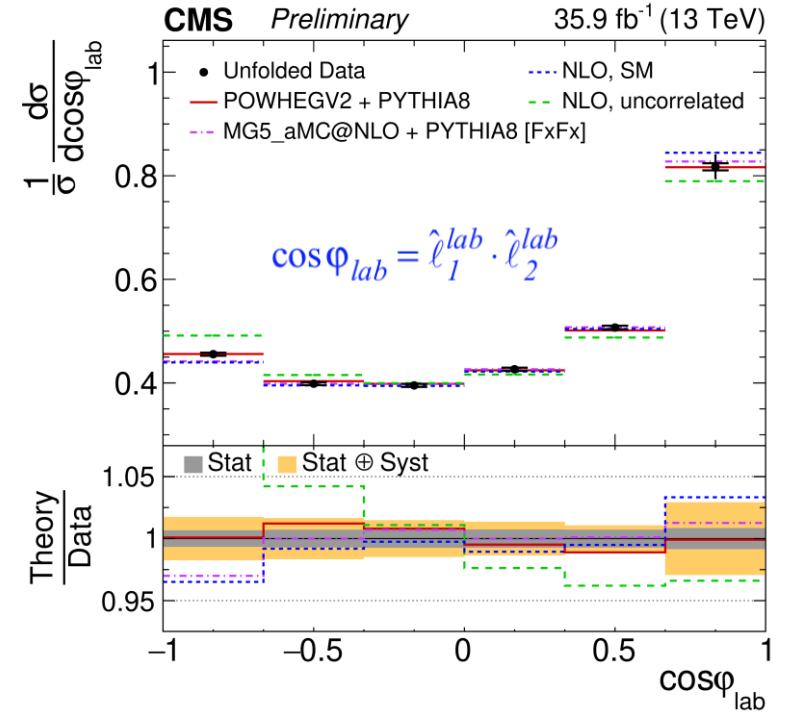 CMS Preliminary 35.9 fb⁻¹ (13 TeV)
1/σ dσ/dcosφ_lab
Unfolded Data
POWHEGV2 + PYTHIA8
MG5_aMC@NLO + PYTHIA8 [FxFx]
NLO, SM
NLO, uncorrelated
1
0.8
0.6
0.4
cosφ_lab = ℓ̂₁^lab · ℓ̂₂^lab
Stat
Stat ⊕ Syst
Theory/Data
1.05
1
0.95
−1 −0.5 0 0.5 1
cosφ_lab